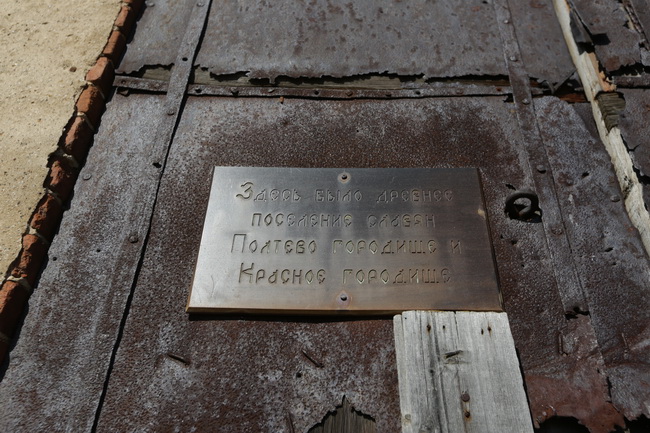 Здесь было древнее
поселение славян
Полтево городище и
Красное городище